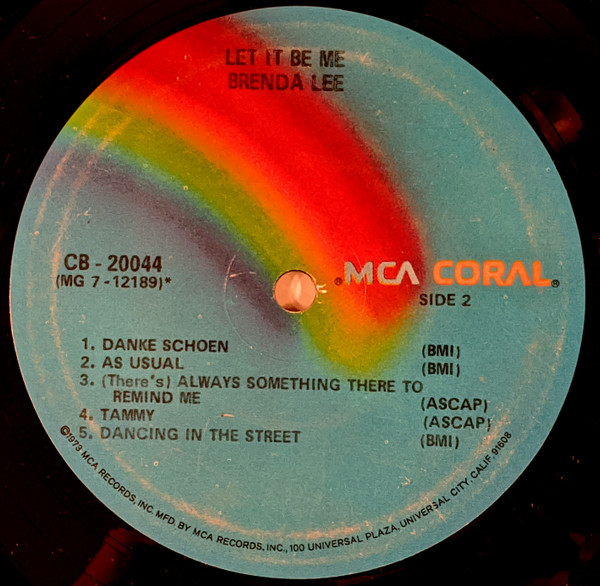 LET IT BE ME
BRENDA LEE
CB - 20044
(MG 7 - 12189)*
®MCA CORAL®
SIDE 2
1. DANKE SCHOEN (BMI)
2. AS USUAL (BMI)
3. (There's) ALWAYS SOMETHING THERE TO
REMIND ME (ASCAP)
4. TAMMY (ASCAP)
5. DANCING IN THE STREET (BMI)
©1973 MCA RECORDS, INC. MFD. BY MCA RECORDS, INC., 100 UNIVERSAL PLAZA, UNIVERSAL CITY, CALIF. 91608